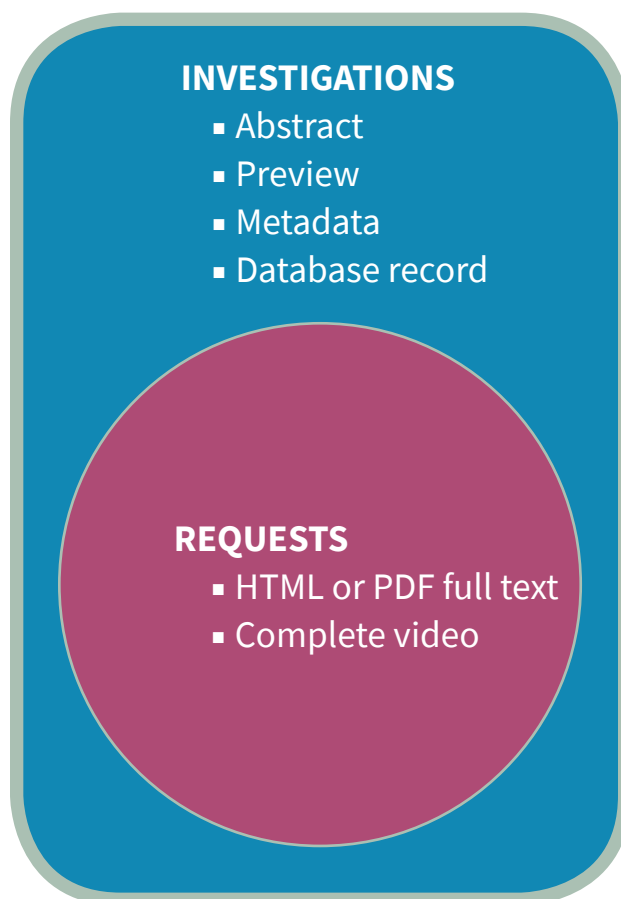 INVESTIGATIONS
▪ Abstract
▪ Preview
▪ Metadata
▪ Database record
REQUESTS
▪ HTML or PDF full text
▪ Complete video